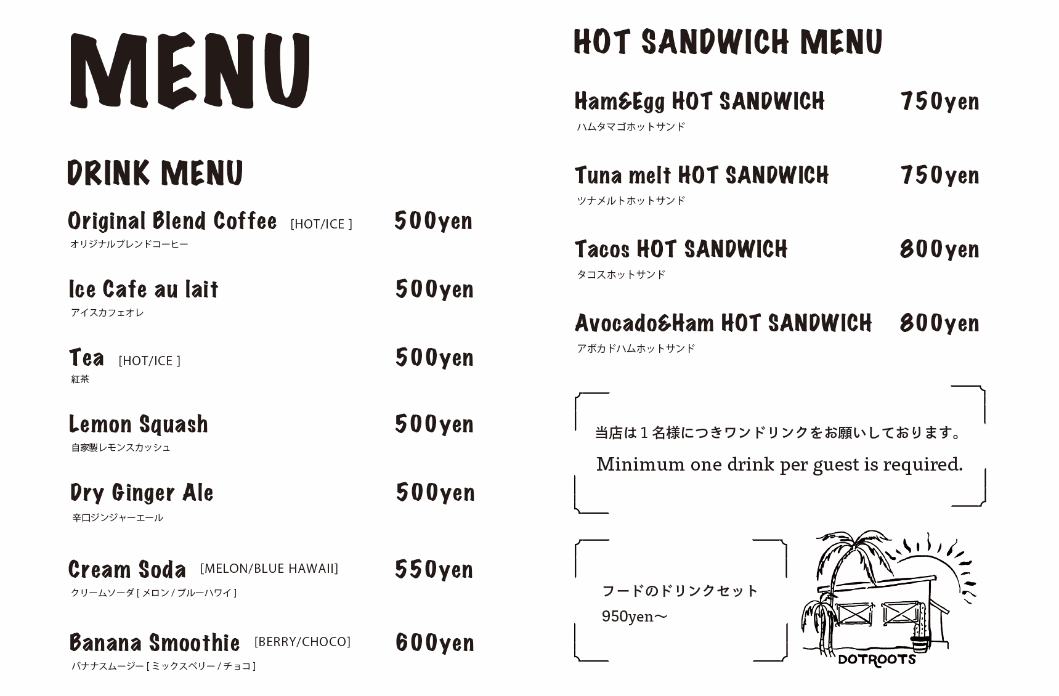 MENU
DRINK MENU
Original Blend Coffee [HOT/ICE ] 500yen
オリジナルブレンドコーヒー
Ice Cafe au lait 500yen
アイスカフェオレ
Tea [HOT/ICE ] 500yen
紅茶
Lemon Squash 500yen
自家製レモンスカッシュ
Dry Ginger Ale 500yen
辛口ジンジャーエール
Cream Soda [MELON/BLUE HAWAII] 550yen
クリームソーダ [ メロン / ブルーハワイ ]
Banana Smoothie [BERRY/CHOCO] 600yen
バナナスムージー [ ミックスベリー / チョコ ]
HOT SANDWICH MENU
Ham&Egg HOT SANDWICH 750yen
ハムタマゴホットサンド
Tuna melt HOT SANDWICH 750yen
ツナメルトホットサンド
Tacos HOT SANDWICH 800yen
タコスホットサンド
Avocado&Ham HOT SANDWICH 800yen
アボカドハムホットサンド
当店は１名様につきワンドリンクをお願いしております。
Minimum one drink per guest is required.
フードのドリンクセット
950yen〜
DOTROOTS